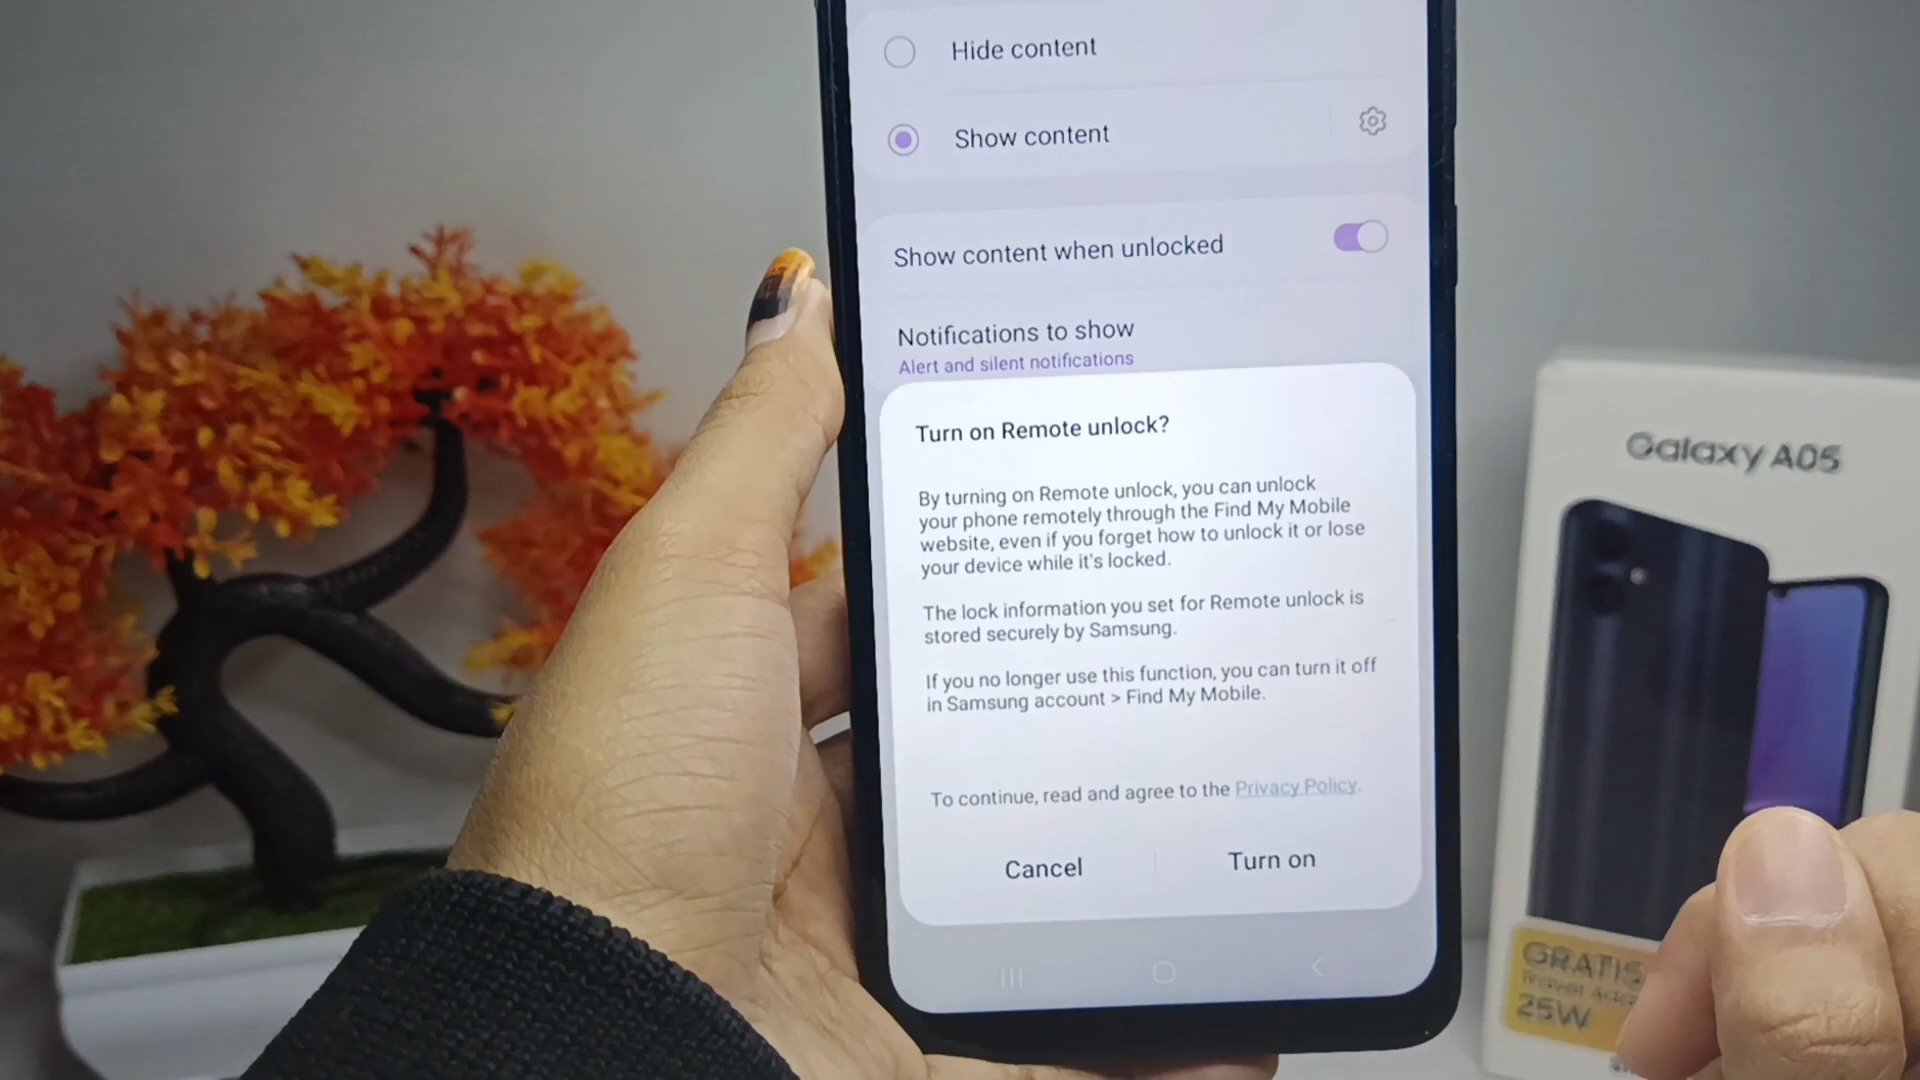 Hide content
Show content
Show content when unlocked
Notifications to show
Alert and silent notifications
Turn on Remote unlock?
By turning on Remote unlock, you can unlock
your phone remotely through the Find My Mobile
website, even if you forget how to unlock it or lose
your device while it's locked.
The lock information you set for Remote unlock is
stored securely by Samsung.
If you no longer use this function, you can turn it off
in Samsung account > Find My Mobile.
To continue, read and agree to the Privacy Policy.
Cancel
Turn on
Galaxy A05
GRATIS
Travel
25W